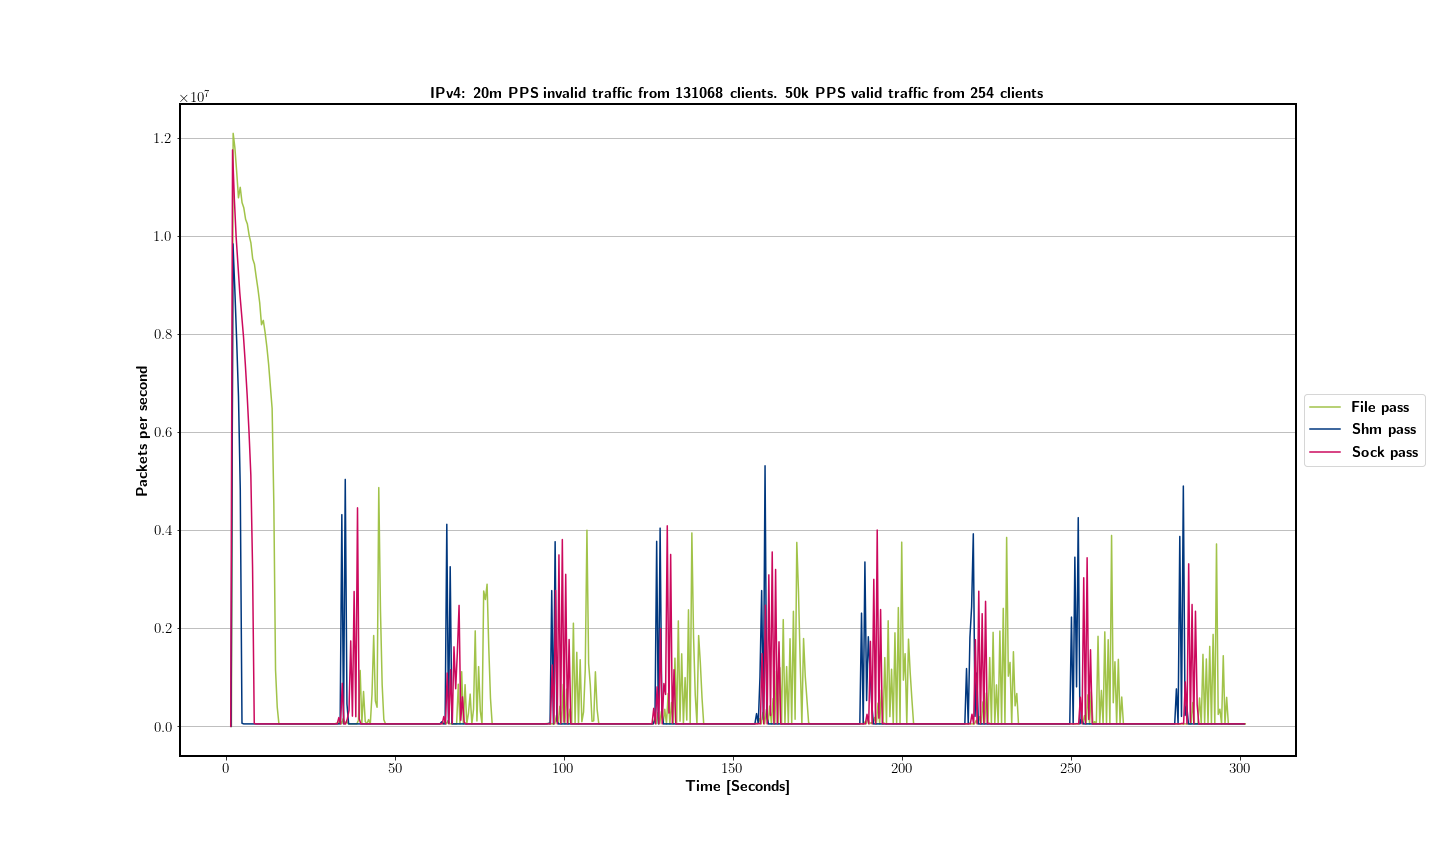 IPv4: 20m PPS invalid traffic from 131068 clients. 50k PPS valid traffic from 254 clients
×10⁷
1.2
1.0
0.8
0.6
0.4
0.2
0.0
Packets per second
0 50 100 150 200 250 300
Time [Seconds]
File pass
Shm pass
Sock pass